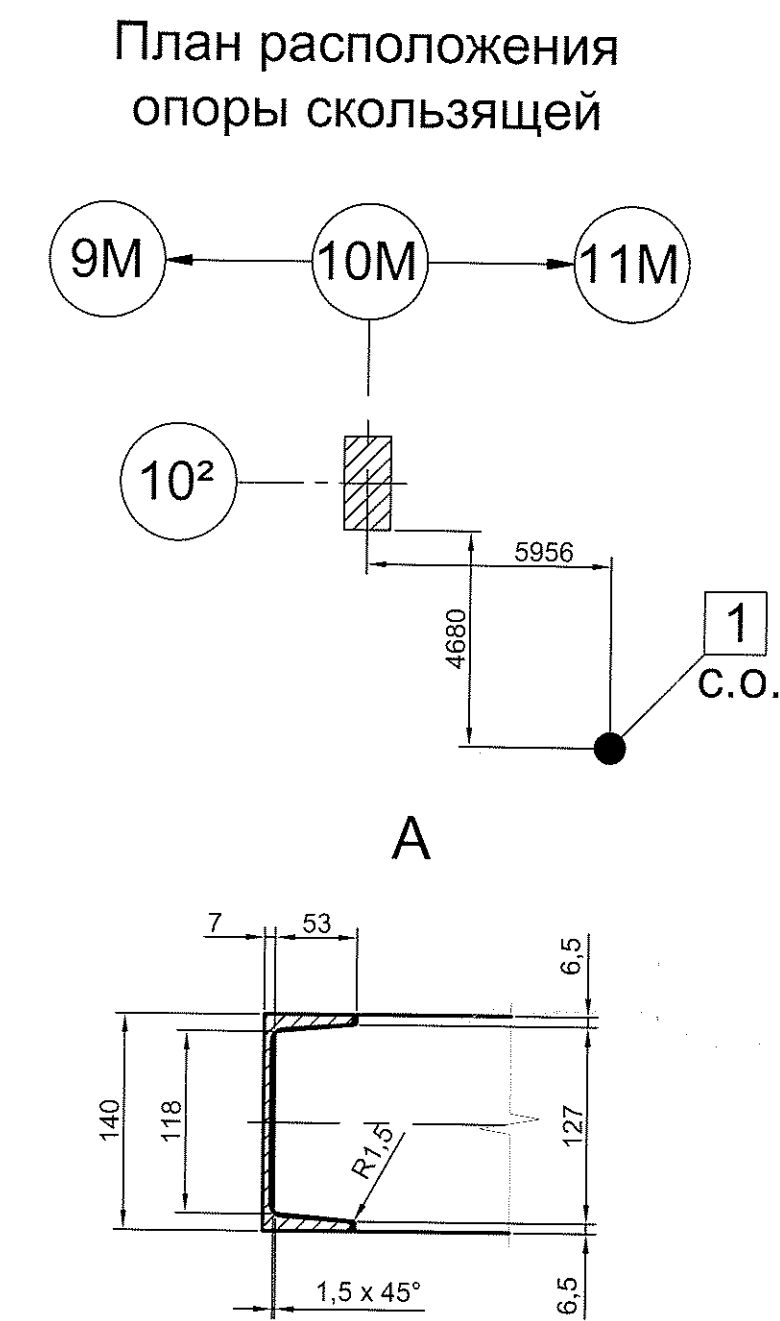 План расположения
опоры скользящей
9М 10М 11М
10²
5956
4680
1
с.о.
А
7 53
6,5
140
118
127
R1,5
1,5 x 45°
6,5